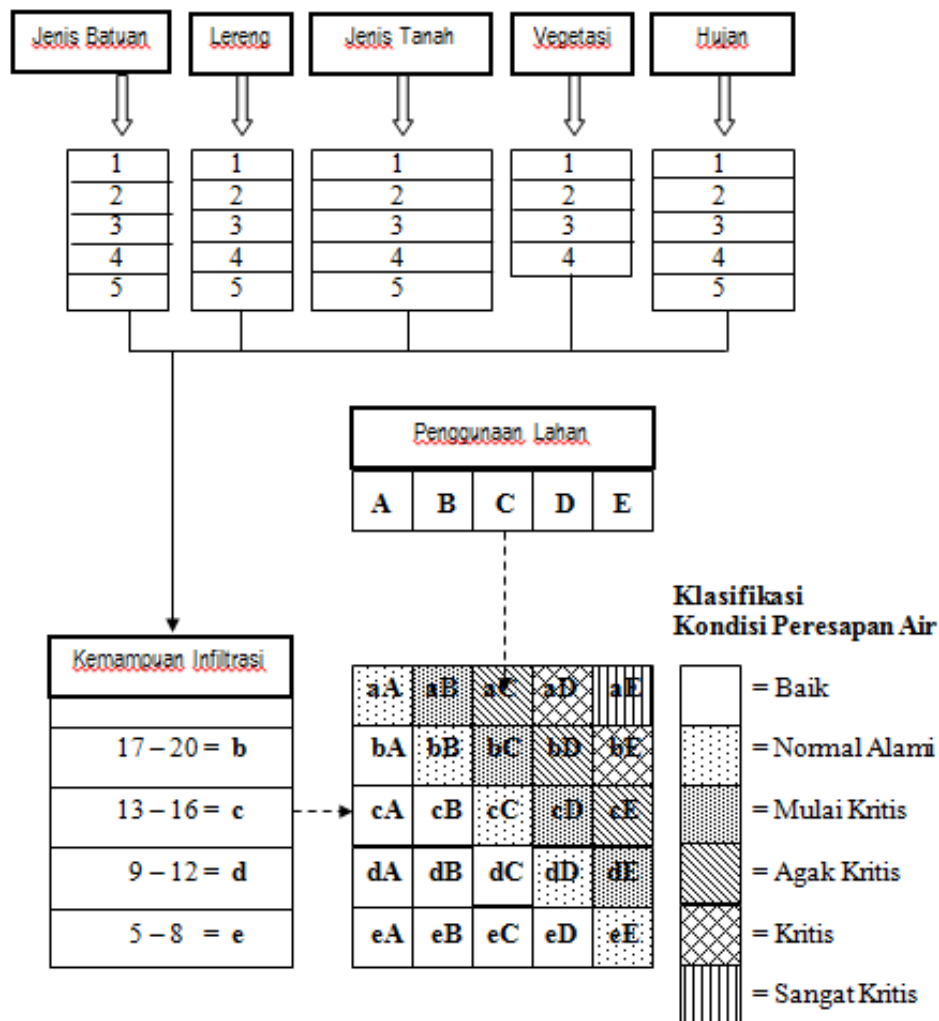 Jenis Batuan Lereng Jenis Tanah Vegetasi Hujan
1 1 1 1 1
2 2 2 2 2
3 3 3 3 3
4 4 4 4 4
5 5 5 5
Penggunaan Lahan
A B C D E
Klasifikasi
Kondisi Peresapan Air
Kemampuan Infiltrasi
17 – 20 = b
13 – 16 = c
9 – 12 = d
5 – 8 = e
aA aB aC aD aE
bA bB bC bD bE
cA cB cC cD cE
dA dB dC dD dE
eA eB eC eD eE
= Baik
= Normal Alami
= Mulai Kritis
= Agak Kritis
= Kritis
= Sangat Kritis